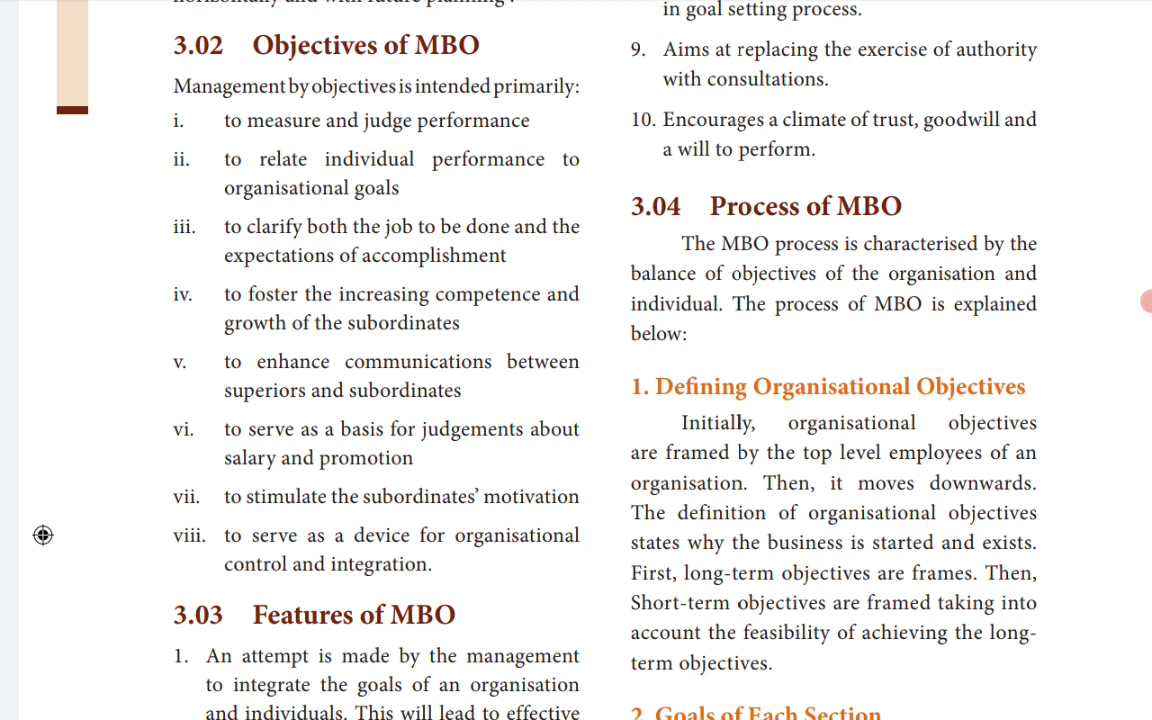 horizontally and with future planning".
3.02 Objectives of MBO
Management by objectives is intended primarily:
i. to measure and judge performance
ii. to relate individual performance to
organisational goals
iii. to clarify both the job to be done and the
expectations of accomplishment
iv. to foster the increasing competence and
growth of the subordinates
v. to enhance communications between
superiors and subordinates
vi. to serve as a basis for judgements about
salary and promotion
vii. to stimulate the subordinates' motivation
viii. to serve as a device for organisational
control and integration.
3.03 Features of MBO
1. An attempt is made by the management
to integrate the goals of an organisation
and individuals. This will lead to effective
in goal setting process.
9. Aims at replacing the exercise of authority
with consultations.
10. Encourages a climate of trust, goodwill and
a will to perform.
3.04 Process of MBO
The MBO process is characterised by the
balance of objectives of the organisation and
individual. The process of MBO is explained
below:
1. Defining Organisational Objectives
Initially, organisational objectives
are framed by the top level employees of an
organisation. Then, it moves downwards.
The definition of organisational objectives
states why the business is started and exists.
First, long-term objectives are frames. Then,
Short-term objectives are framed taking into
account the feasibility of achieving the long-
term objectives.
2. Goals of Each Section